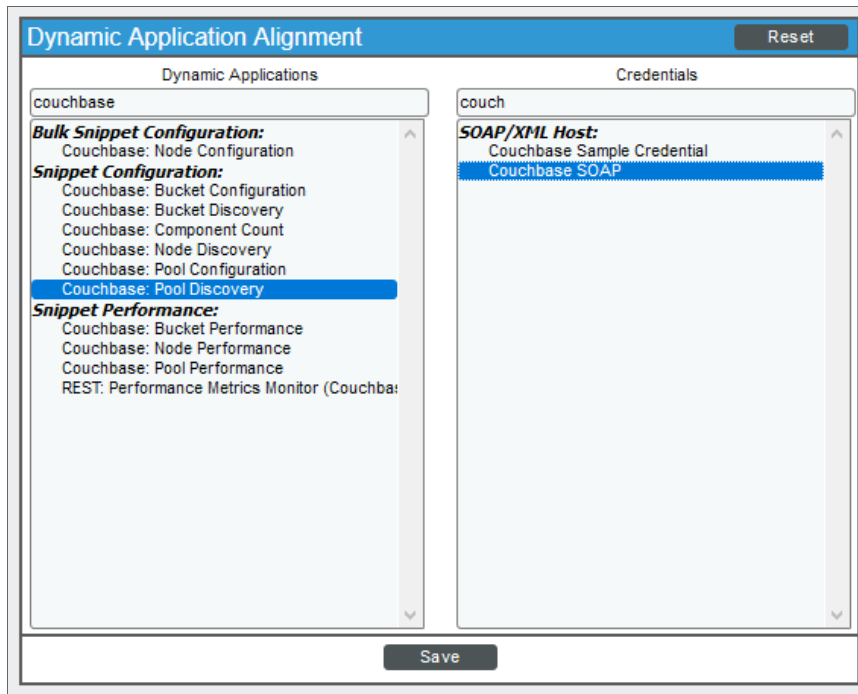 Dynamic Application Alignment
Reset
Dynamic Applications
couchbase
Bulk Snippet Configuration:
Couchbase: Node Configuration
Snippet Configuration:
Couchbase: Bucket Configuration
Couchbase: Bucket Discovery
Couchbase: Component Count
Couchbase: Node Discovery
Couchbase: Pool Configuration
Couchbase: Pool Discovery
Snippet Performance:
Couchbase: Bucket Performance
Couchbase: Node Performance
Couchbase: Pool Performance
REST: Performance Metrics Monitor (Couchba
Credentials
couch
SOAP/XML Host:
Couchbase Sample Credential
Couchbase SOAP
Save